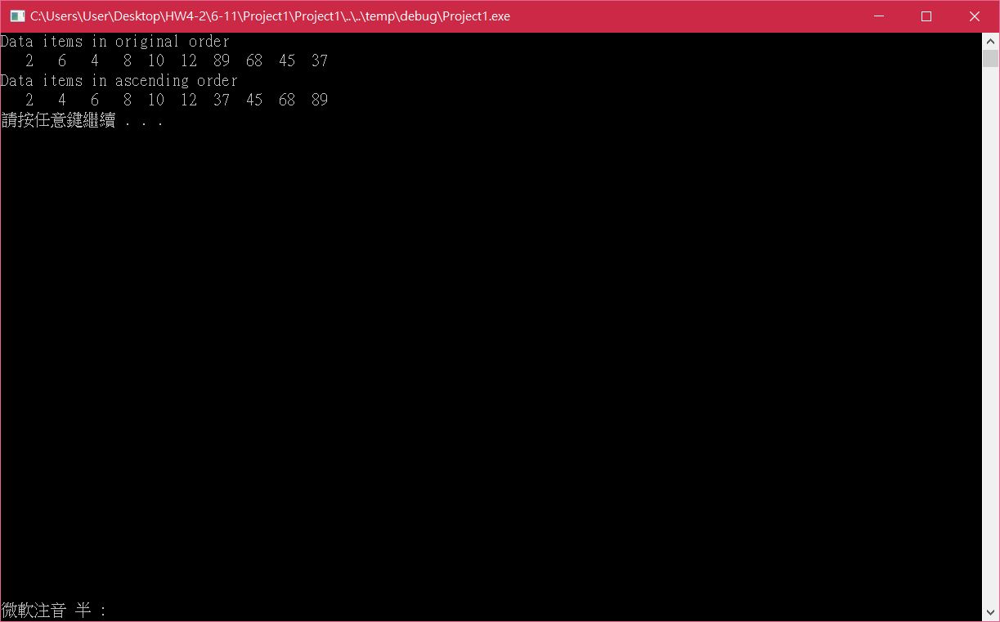 C:\Users\User\Desktop\HW4-2\6-11\Project1\Project1\..\..\temp\debug\Project1.exe
Data items in original order
   2   6   4   8  10  12  89  68  45  37
Data items in ascending order
   2   4   6   8  10  12  37  45  68  89
請按任意鍵繼續 . . .
微軟注音 半 :